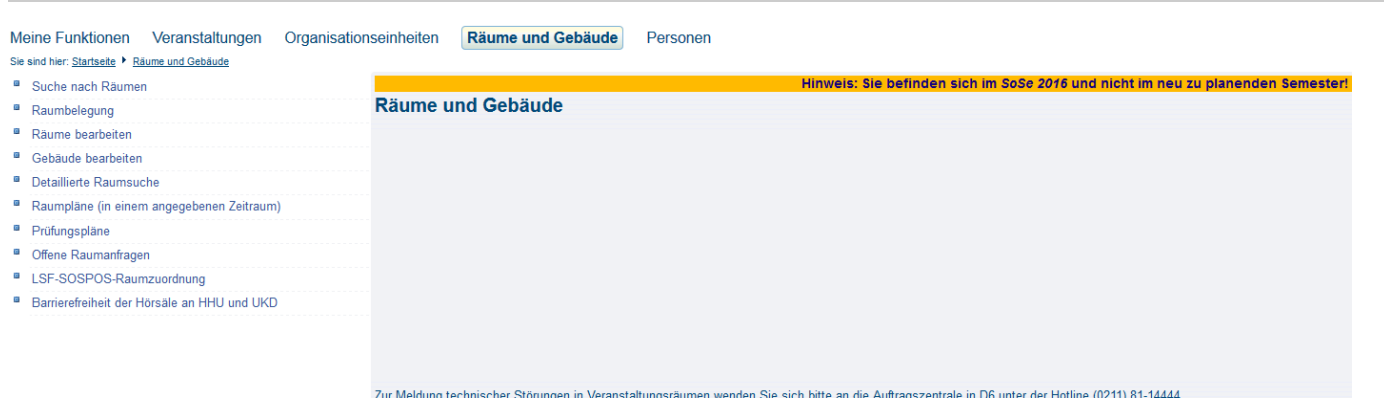 Meine Funktionen Veranstaltungen Organisationseinheiten Räume und Gebäude Personen
Sie sind hier: Startseite Räume und Gebäude
Suche nach Räumen
Raumbelegung
Räume bearbeiten
Gebäude bearbeiten
Detaillierte Raumsuche
Raumpläne (in einem angegebenen Zeitraum)
Prüfungspläne
Offene Raumanfragen
LSF-SOSPOS-Raumzuordnung
Barrierefreiheit der Hörsäle an HHU und UKD
Hinweis: Sie befinden sich im SoSe 2016 und nicht im neu zu planenden Semester!
Räume und Gebäude
Zur Meldung technischer Störungen in Veranstaltungsräumen wenden Sie sich bitte an die Auftragszentrale in D6 unter der Hotline (0211) 81-14444